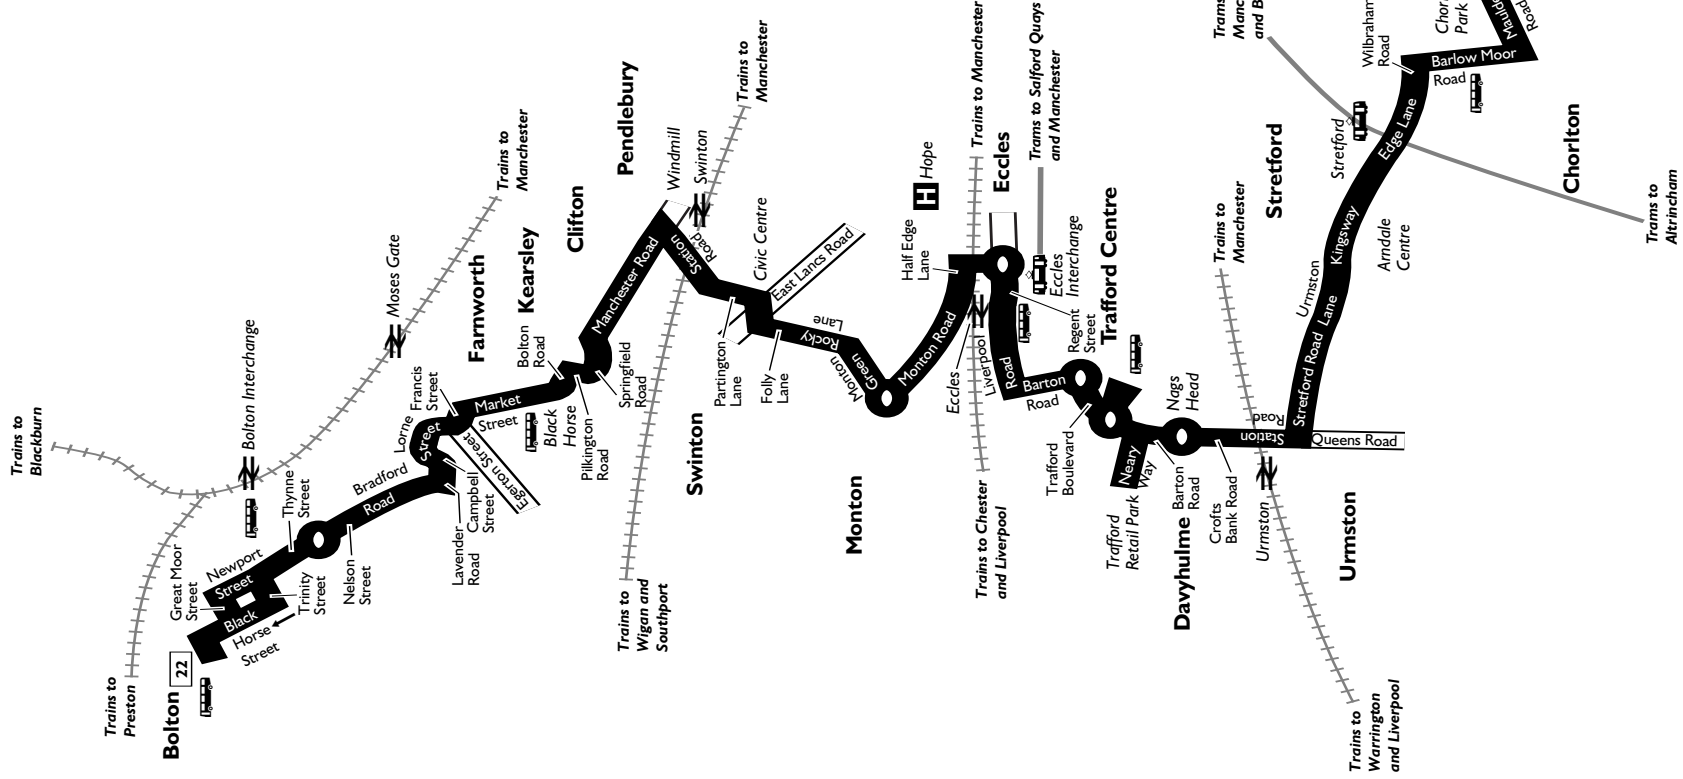 Trains to
Blackburn
Trains to
Preston
Bolton
22
Great Moor
Street
Newport
Street
Black
Horse
Street
Trinity
Street
Thynne
Street
Bolton Interchange
Nelson
Street
Bradford
Road
Moses Gate
Lorne
Street
Francis
Street
Lavender
Road
Campbell
Street
Egerton Street
Farnworth
Market
Street
Trains to
Manchester
Kearsley
Bolton
Road
Black
Horse
Pilkington
Road
Springfield
Road
Clifton
Manchester Road
Pendlebury
Windmill
Swinton
Trains to
Manchester
Station
Road
Trains to
Wigan and
Southport
Swinton
Partington
Lane
Civic Centre
East Lancs Road
Folly
Lane
Rocky
Lane
Monton
Green
Monton
Monton Road
Half Edge
Lane
Hope
H
Trains to Manchester
Eccles
Trams to Salford Quays
and Manchester
Eccles
Eccles
Interchange
Trains to Chester
and Liverpool
Liverpool
Road
Regent
Street
Barton
Road
Trafford Centre
Trafford
Boulevard
Neary
Way
Trafford
Retail Park
Barton
Road
Nags
Head
Davyhulme
Crofts
Bank Road
Station
Road
Urmston
Queens Road
Urmston
Trains to
Manchester
Trains to
Warrington
and Liverpool
Stretford Road
Urmston
Lane
Kingsway
Arndale
Centre
Stretford
Stretford
Edge Lane
Trams
and B
Trams to
Altrincham
Chorlton
Wilbraham
Road
Barlow Moor
Road
Park
Road